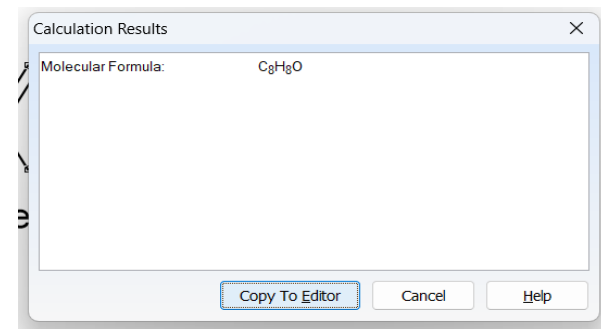 Calculation Results
Molecular Formula: C₈H₈O
e
Copy To Editor Cancel Help